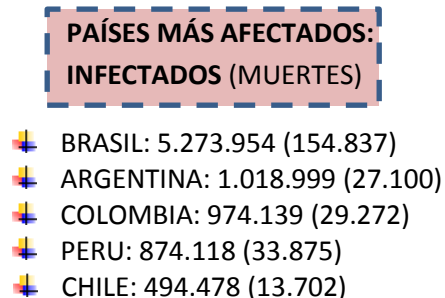 PAÍSES MÁS AFECTADOS:
INFECTADOS (MUERTES)
BRASIL: 5.273.954 (154.837)
ARGENTINA: 1.018.999 (27.100)
COLOMBIA: 974.139 (29.272)
PERU: 874.118 (33.875)
CHILE: 494.478 (13.702)